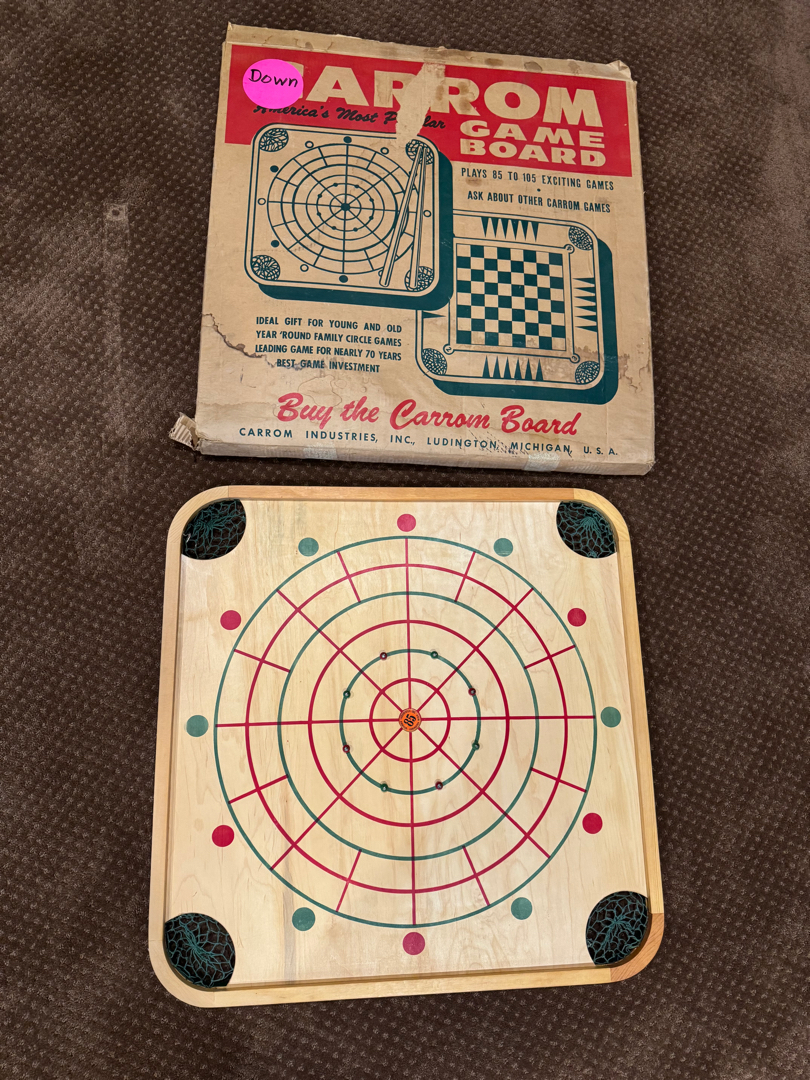 Down
CARROM
America's Most Popular
GAME
BOARD
PLAYS 85 TO 105 EXCITING GAMES
ASK ABOUT OTHER CARROM GAMES
IDEAL GIFT FOR YOUNG AND OLD
YEAR 'ROUND FAMILY CIRCLE GAMES
LEADING GAME FOR NEARLY 70 YEARS
BEST GAME INVESTMENT
Buy the Carrom Board
CARROM INDUSTRIES, INC., LUDINGTON, MICHIGAN, U. S. A.
85